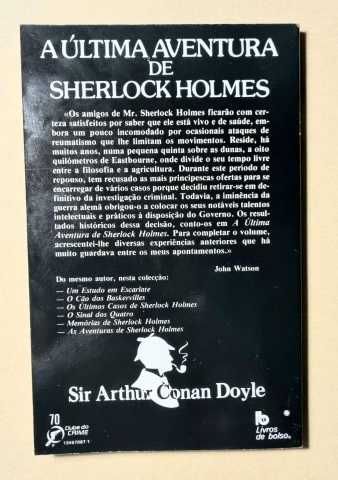 A ÚLTIMA AVENTURA
DE
SHERLOCK HOLMES
«Os amigos de Mr. Sherlock Holmes ficarão com cer-
teza satisfeitos por saber que ele está vivo e de saúde, em-
bora um pouco incomodado por ocasionais ataques de
reumatismo que lhe limitam os movimentos. Reside, há
muitos anos, numa pequena quinta sobre as dunas, a oito
quilómetros de Eastbourne, onde divide o seu tempo livre
entre a filosofia e a agricultura. Durante este período de
repouso, tem recusado as mais principescas ofertas para se
encarregar de vários casos porque decidiu retirar-se em de-
finitivo da investigação criminal. Todavia, a iminência da
guerra alemã obrigou-o a colocar os seus notáveis talentos
intelectuais e práticos à disposição do Governo. Os resul-
tados históricos dessa decisão, conto-os em A Última
Aventura de Sherlock Holmes. Para completar o volume,
acrescentei-lhe diversas experiências anteriores que há
muito guardava entre os meus apontamentos.»
John Watson
Do mesmo autor, nesta colecção:
— Um Estudo em Escarlate
— O Cão dos Baskervilles
— Os Últimos Casos de Sherlock Holmes
— O Sinal dos Quatro
— Memórias de Sherlock Holmes
— As Aventuras de Sherlock Holmes
Sir Arthur Conan Doyle
70
Clube do
CRIME
Livros
de bolso